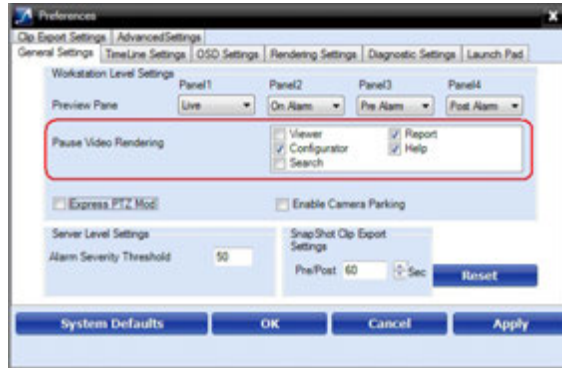 Preferences
Clip Export Settings AdvancedSettings
General Settings TimeLine Settings OSD Settings Rendering Settings Diagnostic Settings Launch Pad
Workstation Level Settings
Panel1 Panel2 Panel3 Panel4
Preview Pane Live On Alarm Pre Alarm Post Alarm
Pause Video Rendering Viewer Report
Configurator Help
Search
Express PTZ Mod Enable Camera Parking
Server Level Settings SnapShot Clip Export
Settings
Alarm Severity Threshold 50
Pre/Post 60 Sec Reset
System Defaults OK Cancel Apply